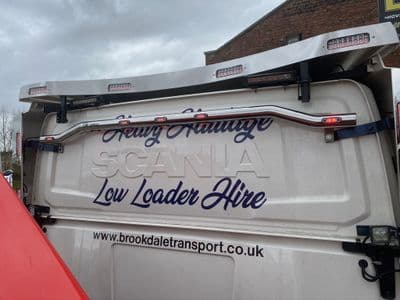 Heavy Haulage
SCANIA
Low Loader Hire
www.brookdaletransport.co.uk